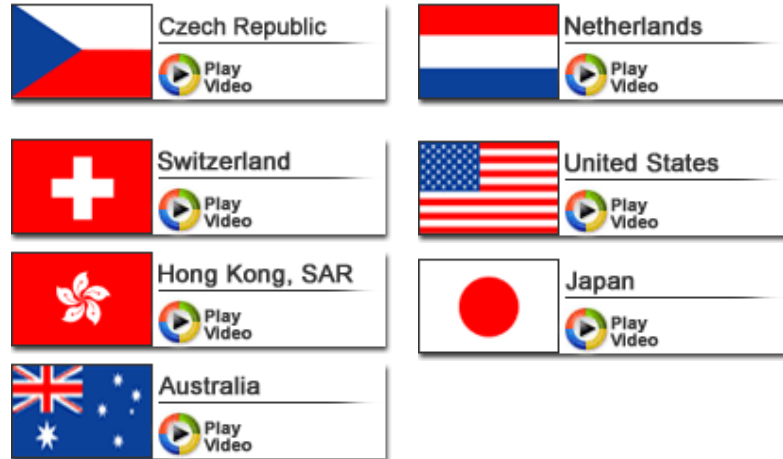 Czech Republic
Play
Video
Netherlands
Play
Video
Switzerland
Play
Video
United States
Play
Video
Hong Kong, SAR
Play
Video
Japan
Play
Video
Australia
Play
Video